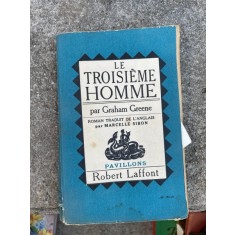 LE
TROISIÈME
HOMME
par Graham Greene
ROMAN TRADUIT DE L'ANGLAIS
par MARCELLE SIBON
PAVILLONS
Robert Laffont